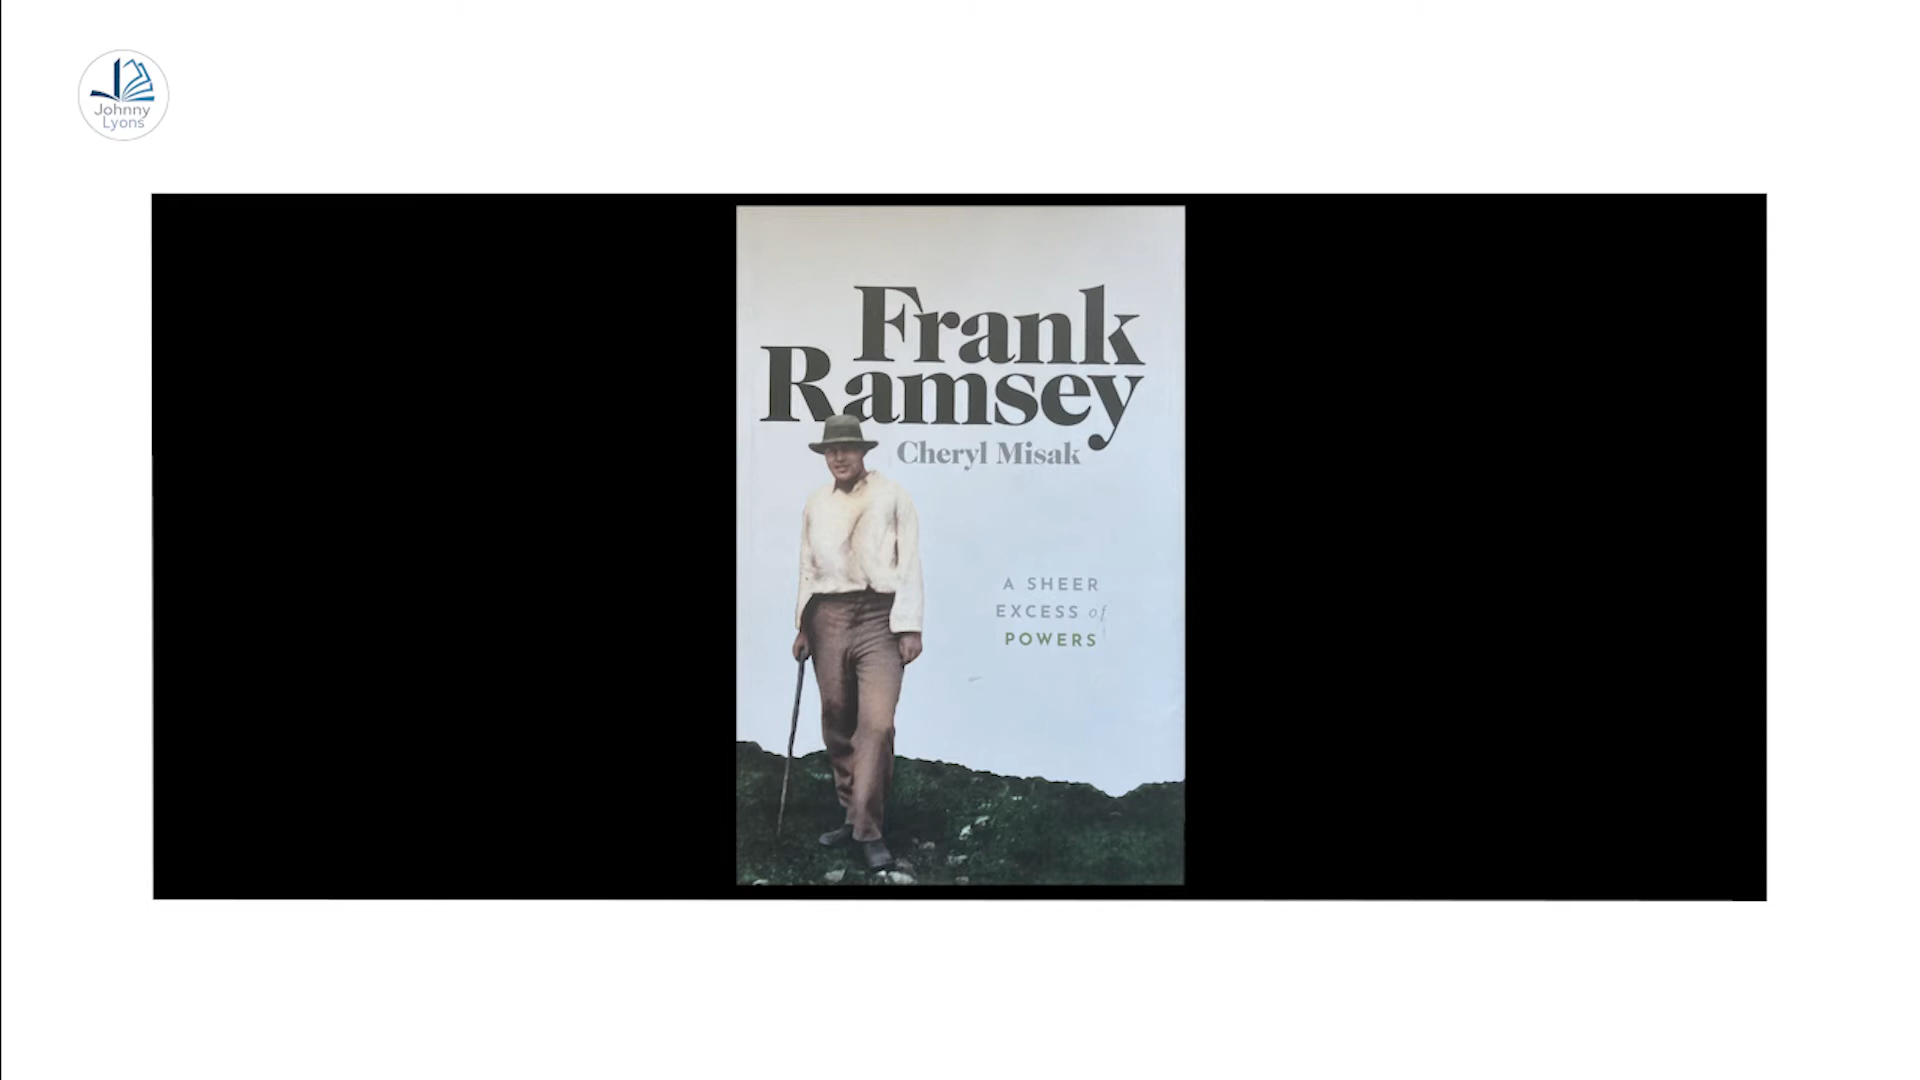 Johnny
Lyons
Frank
Ramsey
Cheryl Misak
A SHEER
EXCESS of
POWERS